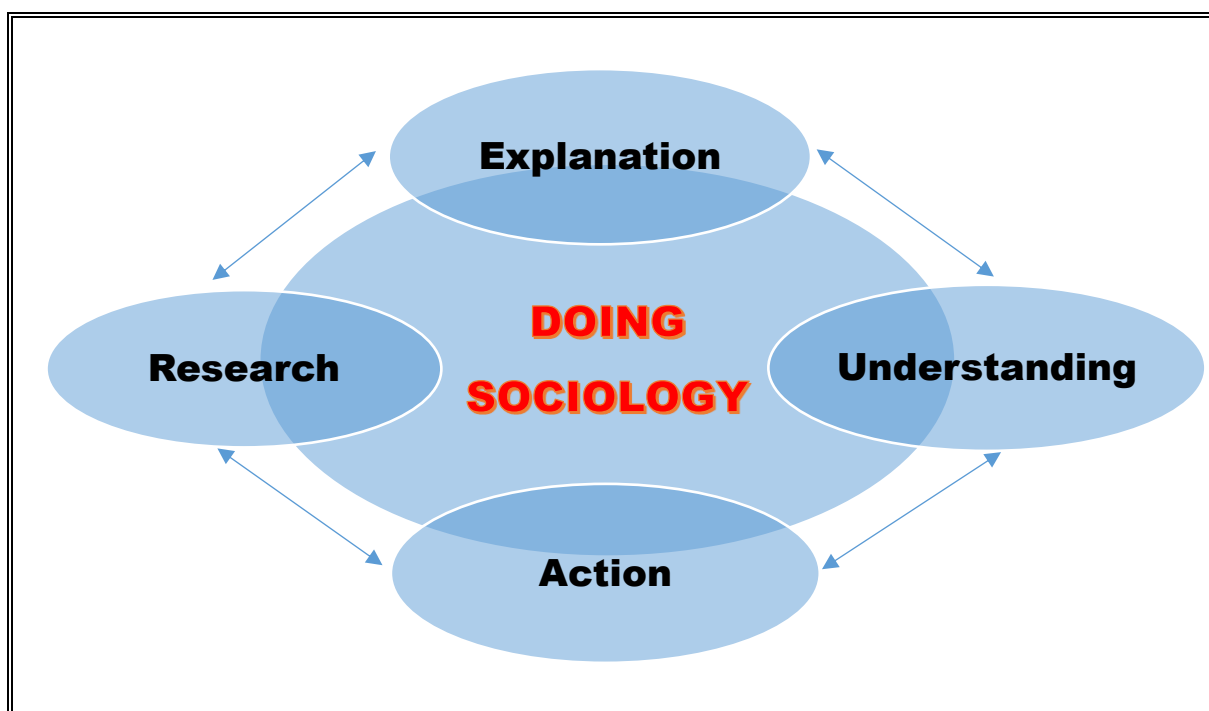 Explanation
DOING
SOCIOLOGY
Research
Understanding
Action